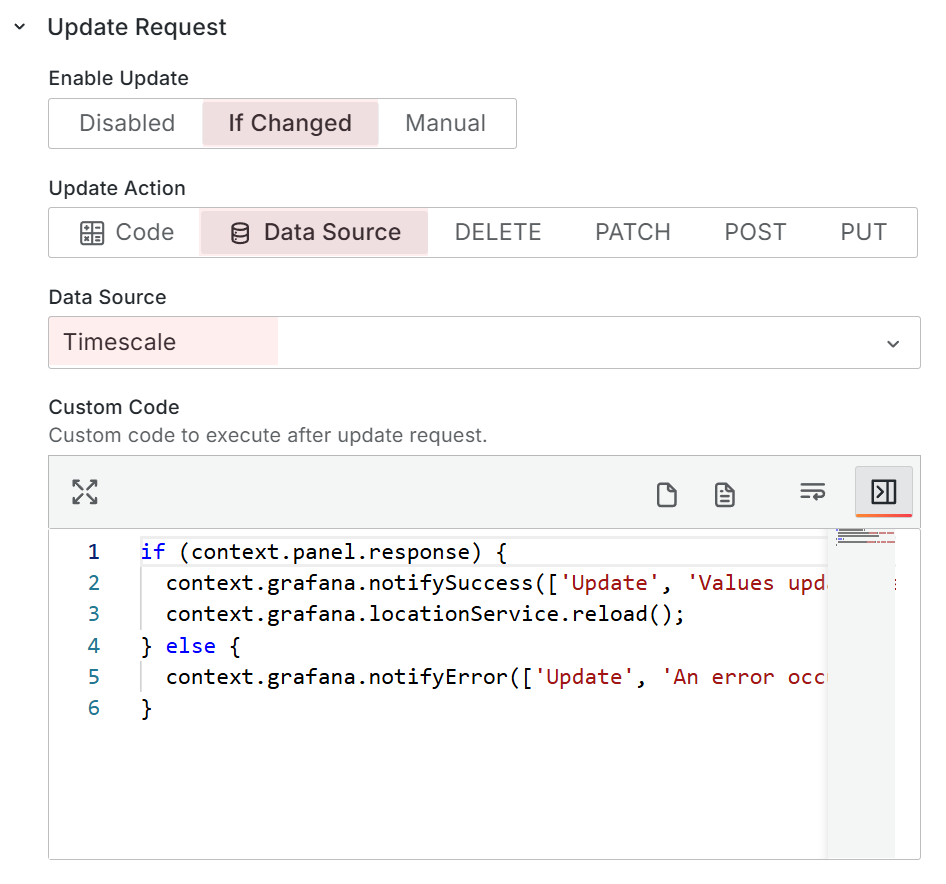 Update Request
Enable Update
Disabled If Changed Manual
Update Action
Code Data Source DELETE PATCH POST PUT
Data Source
Timescale
Custom Code
Custom code to execute after update request.
1 if (context.panel.response) {
2 context.grafana.notifySuccess(['Update', 'Values
3 context.grafana.locationService.reload();
4 } else {
5 context.grafana.notifyError(['Update', 'An error
6 }